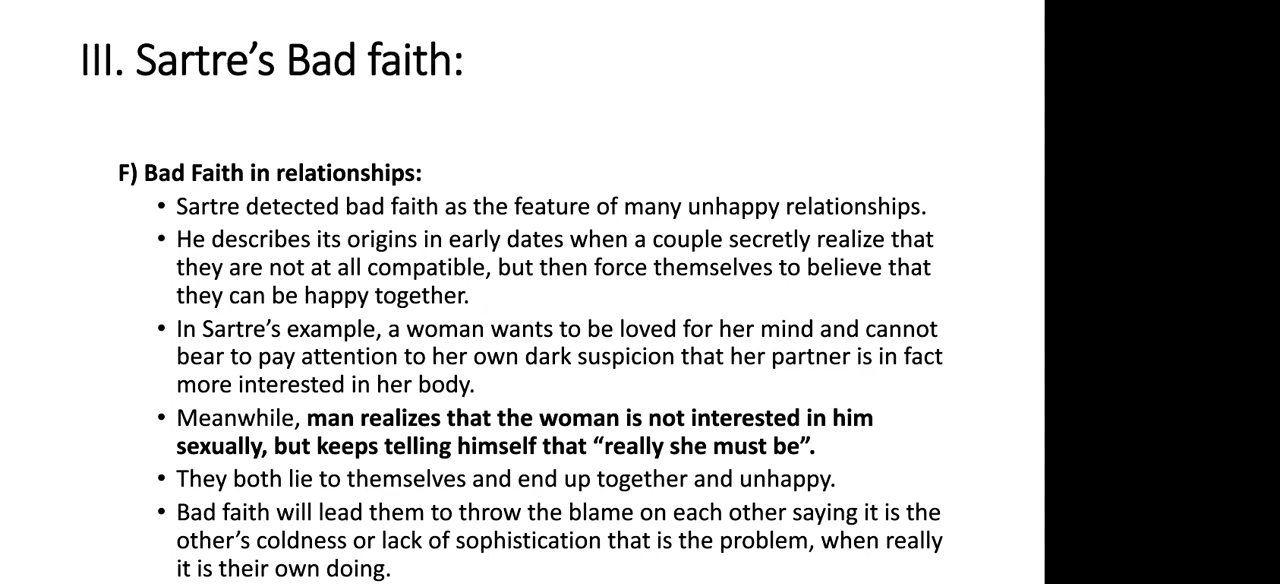 III. Sartre’s Bad faith:
F) Bad Faith in relationships:
• Sartre detected bad faith as the feature of many unhappy relationships.
• He describes its origins in early dates when a couple secretly realize that
they are not at all compatible, but then force themselves to believe that
they can be happy together.
• In Sartre’s example, a woman wants to be loved for her mind and cannot
bear to pay attention to her own dark suspicion that her partner is in fact
more interested in her body.
• Meanwhile, man realizes that the woman is not interested in him
sexually, but keeps telling himself that “really she must be”.
• They both lie to themselves and end up together and unhappy.
• Bad faith will lead them to throw the blame on each other saying it is the
other’s coldness or lack of sophistication that is the problem, when really
it is their own doing.